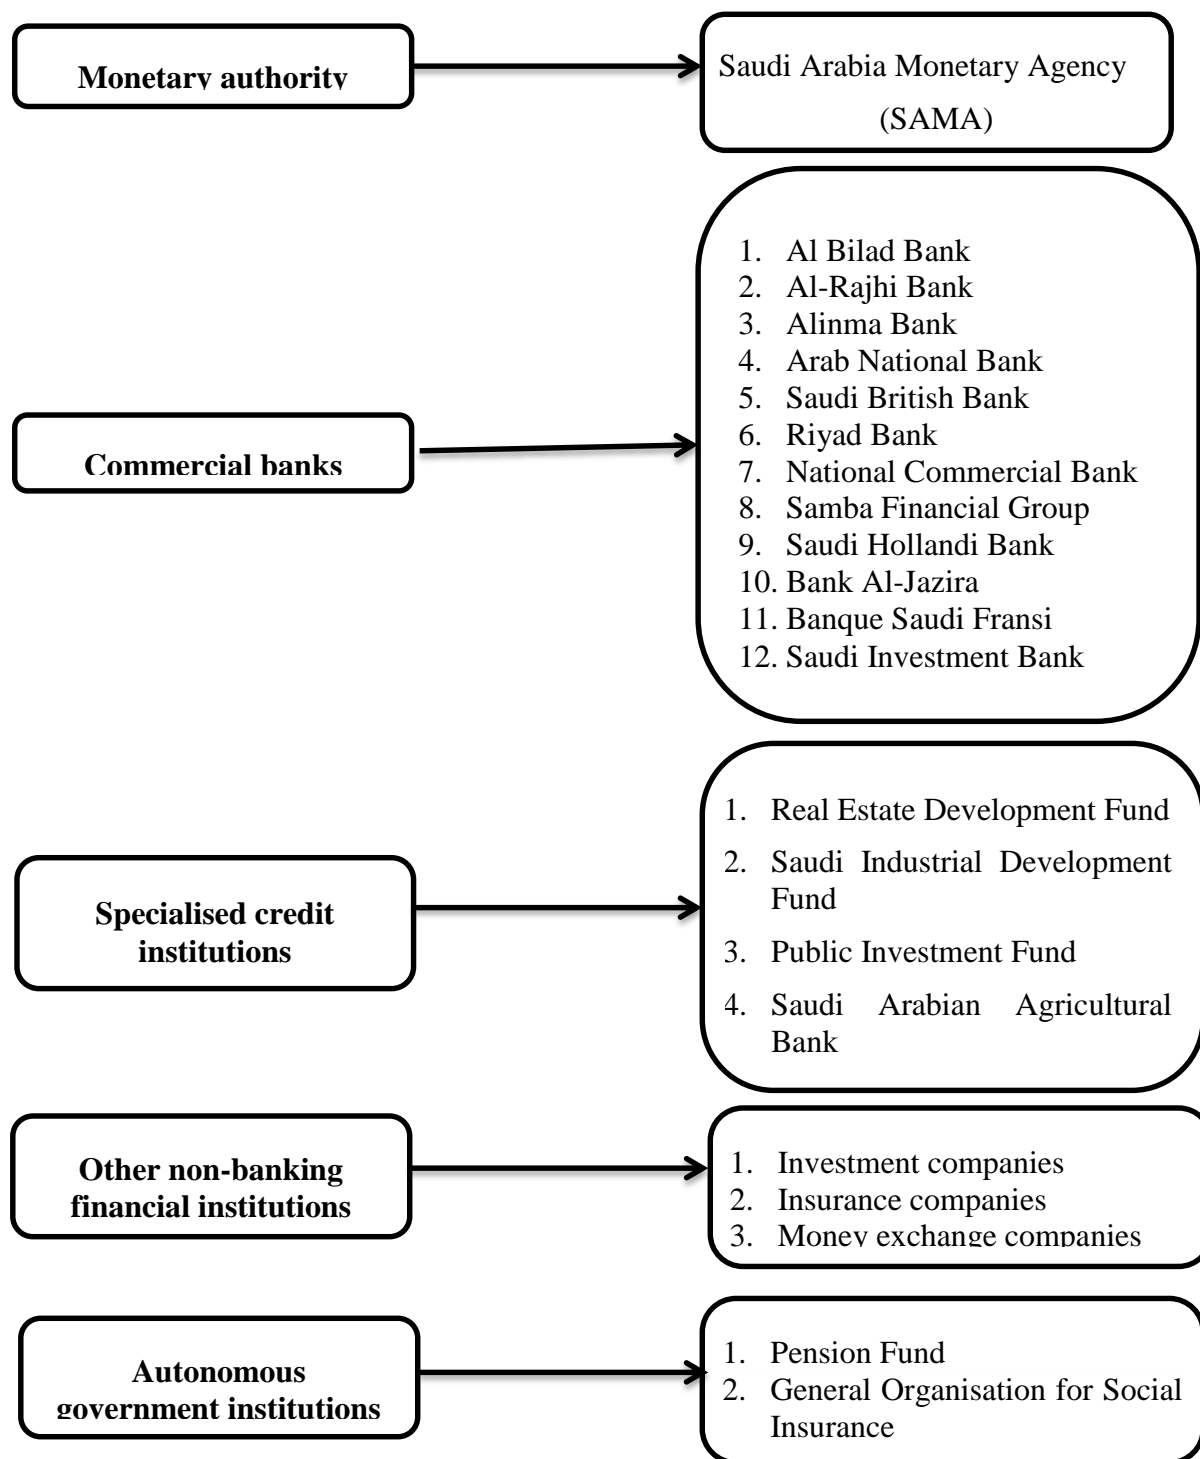 Monetary authority
Saudi Arabia Monetary Agency
(SAMA)
Commercial banks
1. Al Bilad Bank
2. Al-Rajhi Bank
3. Alinma Bank
4. Arab National Bank
5. Saudi British Bank
6. Riyad Bank
7. National Commercial Bank
8. Samba Financial Group
9. Saudi Hollandi Bank
10. Bank Al-Jazira
11. Banque Saudi Fransi
12. Saudi Investment Bank
Specialised credit
institutions
1. Real Estate Development Fund
2. Saudi Industrial Development
Fund
3. Public Investment Fund
4. Saudi Arabian Agricultural
Bank
Other non-banking
financial institutions
1. Investment companies
2. Insurance companies
3. Money exchange companies
Autonomous
government institutions
1. Pension Fund
2. General Organisation for Social
Insurance